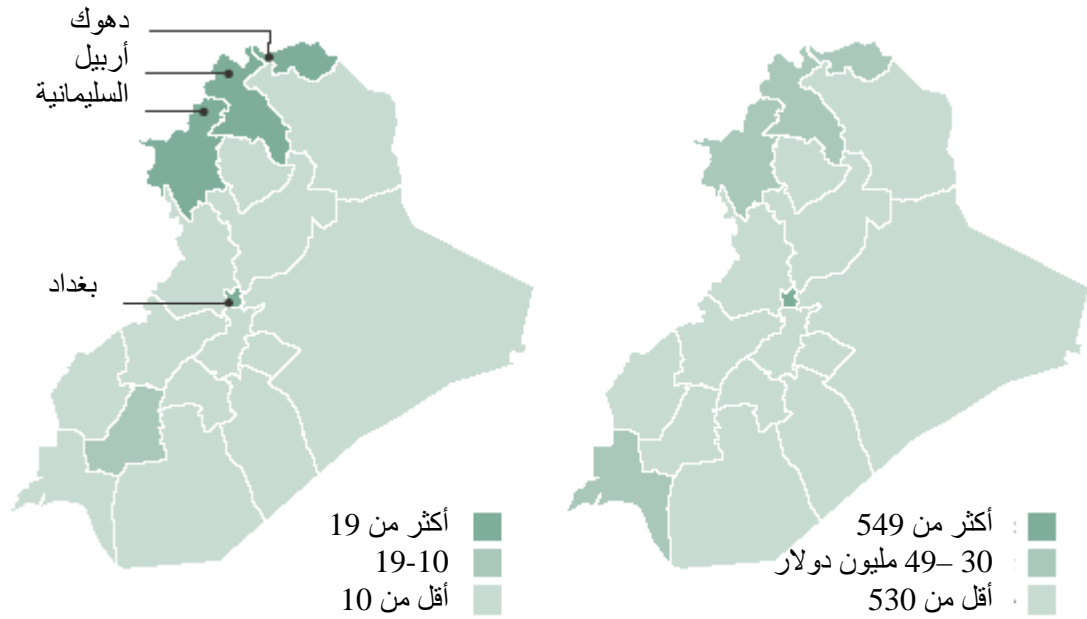 دهوك
أربيل
السليمانية
بغداد
أكثر من 19
19-10
أقل من 10
أكثر من 549
30 –49 مليون دولار
أقل من 530